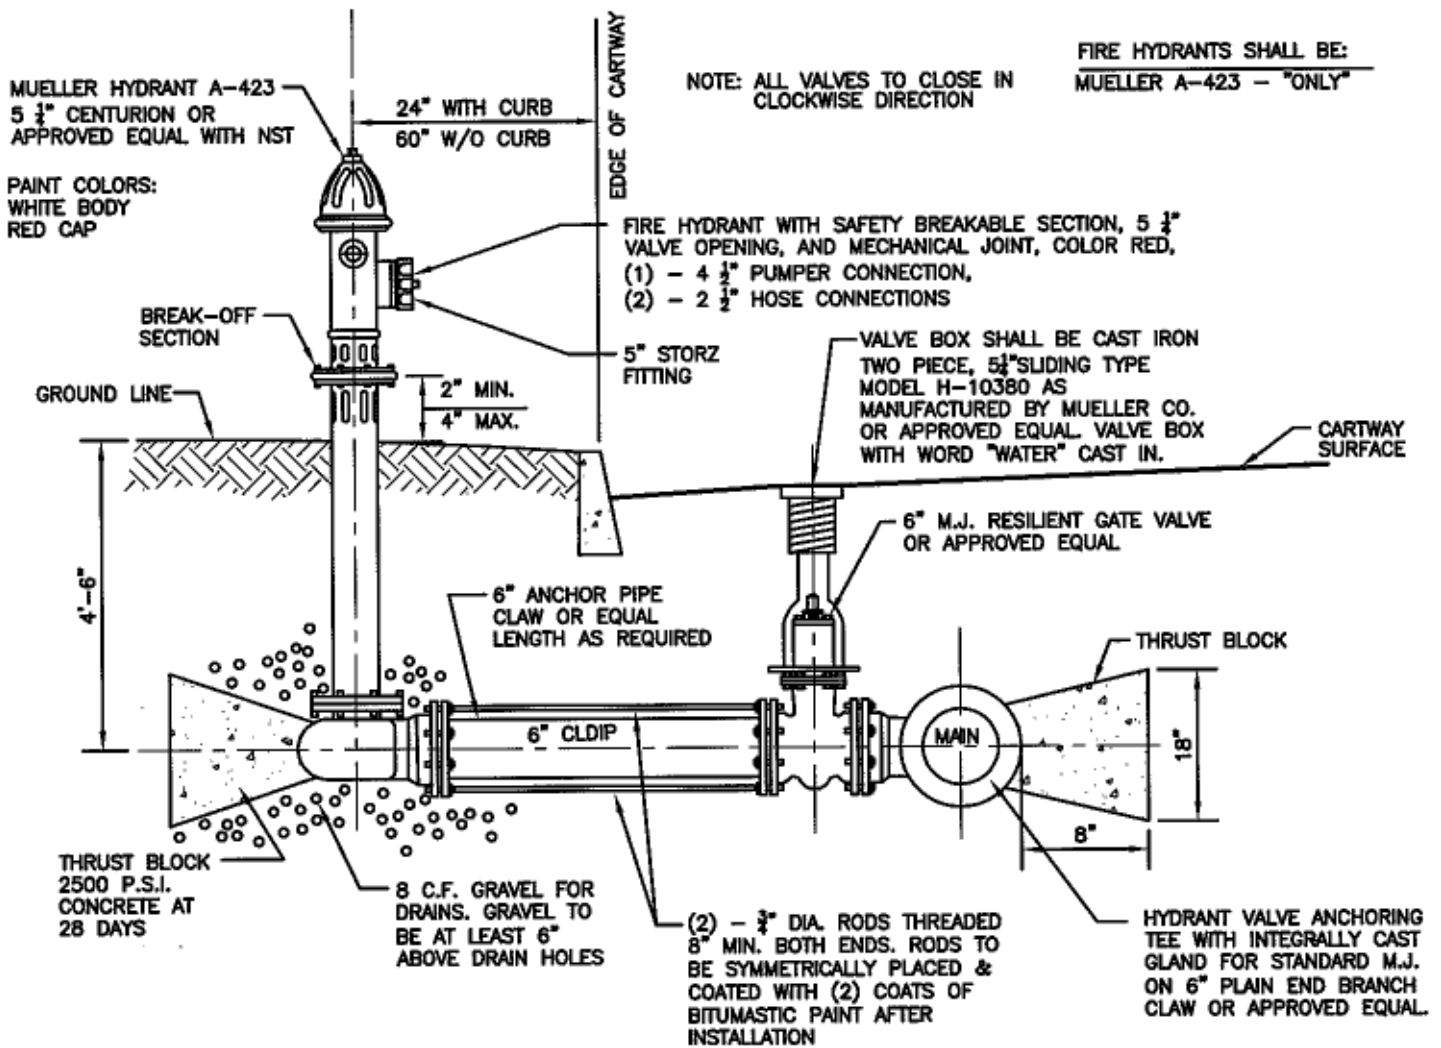 MUELLER HYDRANT A-423
5 1/4" CENTURION OR
APPROVED EQUAL WITH NST
PAINT COLORS:
WHITE BODY
RED CAP
24" WITH CURB
60" W/O CURB
EDGE OF CARTWAY
NOTE: ALL VALVES TO CLOSE IN
CLOCKWISE DIRECTION
FIRE HYDRANTS SHALL BE:
MUELLER A-423 - "ONLY"
FIRE HYDRANT WITH SAFETY BREAKABLE SECTION, 5 1/4"
VALVE OPENING, AND MECHANICAL JOINT, COLOR RED,
(1) - 4 1/2" PUMPER CONNECTION,
(2) - 2 1/2" HOSE CONNECTIONS
BREAK-OFF
SECTION
5" STORZ
FITTING
GROUND LINE
2" MIN.
4" MAX.
VALVE BOX SHALL BE CAST IRON
TWO PIECE, 5 1/4" SLIDING TYPE
MODEL H-10380 AS
MANUFACTURED BY MUELLER CO.
OR APPROVED EQUAL. VALVE BOX
WITH WORD "WATER" CAST IN.
CARTWAY
SURFACE
6" M.J. RESILIENT GATE VALVE
OR APPROVED EQUAL
4'-6"
6" ANCHOR PIPE
CLAW OR EQUAL
LENGTH AS REQUIRED
THRUST BLOCK
6" CLDIP
MAIN
18"
8"
THRUST BLOCK
2500 P.S.I.
CONCRETE AT
28 DAYS
8 C.F. GRAVEL FOR
DRAINS. GRAVEL TO
BE AT LEAST 6"
ABOVE DRAIN HOLES
(2) - 3/4" DIA. RODS THREADED
8" MIN. BOTH ENDS. RODS TO
BE SYMMETRICALLY PLACED &
COATED WITH (2) COATS OF
BITUMASTIC PAINT AFTER
INSTALLATION
HYDRANT VALVE ANCHORING
TEE WITH INTEGRALLY CAST
GLAND FOR STANDARD M.J.
ON 6" PLAIN END BRANCH
CLAW OR APPROVED EQUAL.